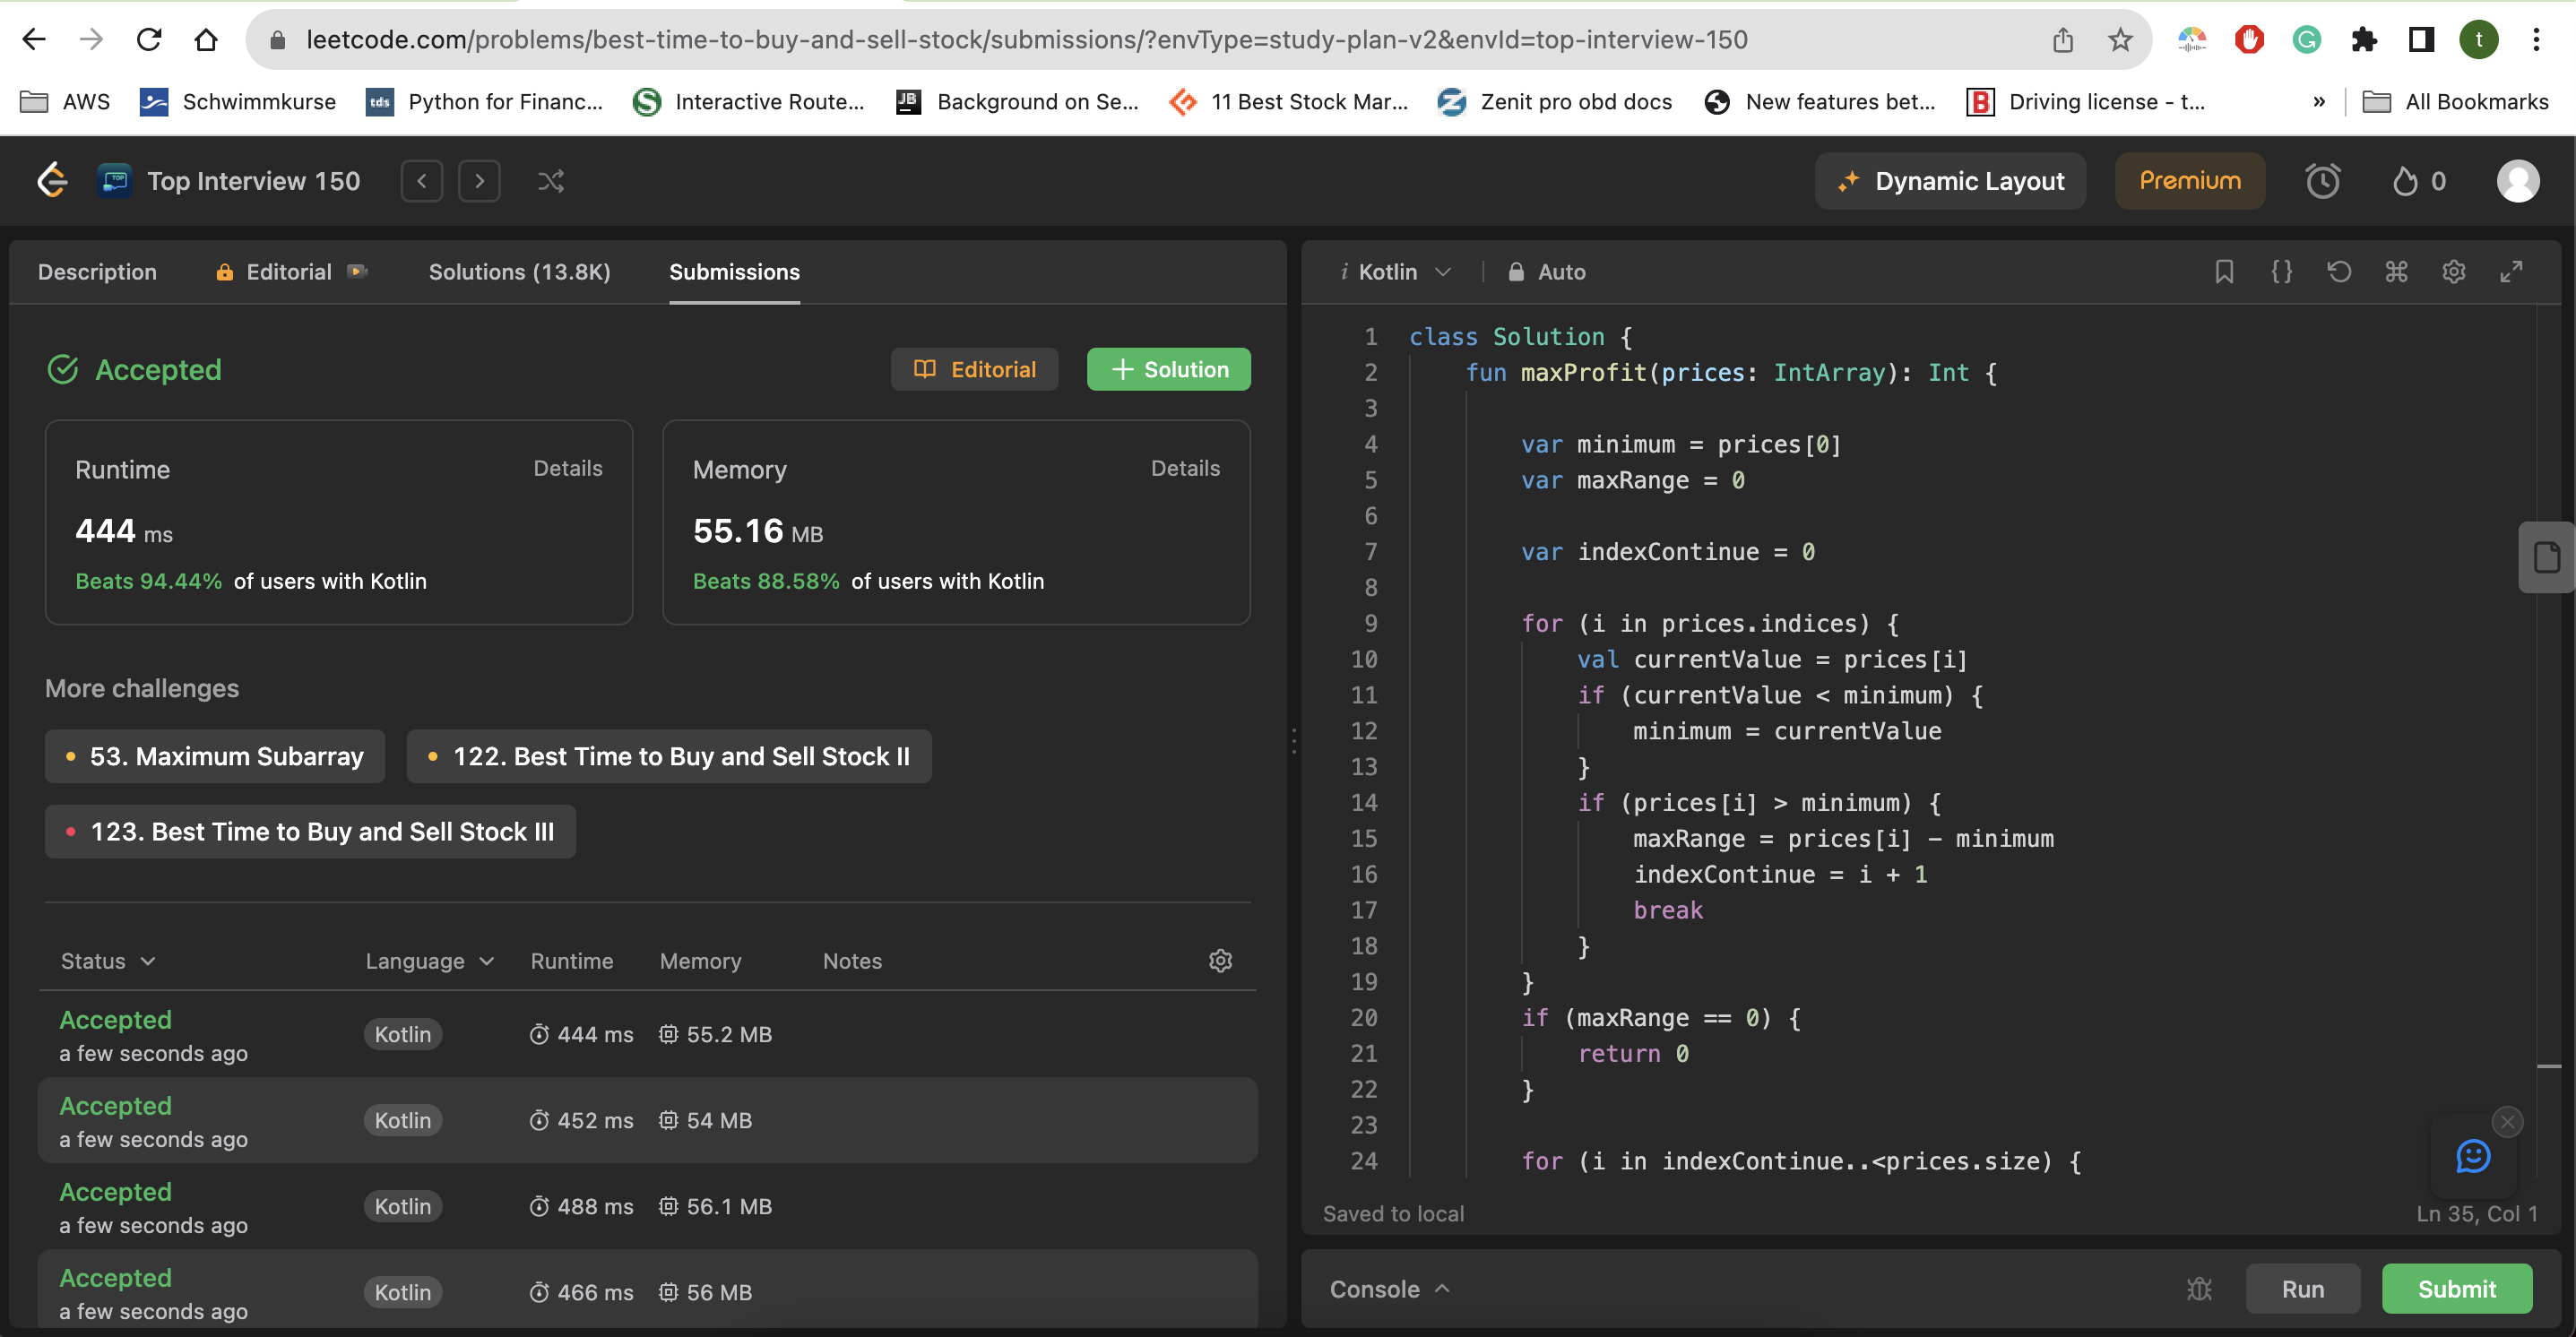 leetcode.com/problems/best-time-to-buy-and-sell-stock/submissions/?envType=study-plan-v2&envId=top-interview-150
t
AWS Schwimmkurse tds Python for Financ... Interactive Route... JB Background on Se... 11 Best Stock Mar... Zenit pro obd docs New features bet... B Driving license - t... » All Bookmarks
TOP Top Interview 150 Dynamic Layout Premium 0
Description Editorial Solutions (13.8K) Submissions
Accepted Editorial + Solution
Runtime Details
444 ms
Beats 94.44% of users with Kotlin
Memory Details
55.16 MB
Beats 88.58% of users with Kotlin
More challenges
53. Maximum Subarray 122. Best Time to Buy and Sell Stock II
123. Best Time to Buy and Sell Stock III
Status Language Runtime Memory Notes
Accepted
a few seconds ago Kotlin 444 ms 55.2 MB
Accepted
a few seconds ago Kotlin 452 ms 54 MB
Accepted
a few seconds ago Kotlin 488 ms 56.1 MB
Accepted
a few seconds ago Kotlin 466 ms 56 MB
i Kotlin Auto {}
1 class Solution {
2 fun maxProfit(prices: IntArray): Int {
3
4 var minimum = prices[0]
5 var maxRange = 0
6
7 var indexContinue = 0
8
9 for (i in prices.indices) {
10 val currentValue = prices[i]
11 if (currentValue < minimum) {
12 minimum = currentValue
13 }
14 if (prices[i] > minimum) {
15 maxRange = prices[i] - minimum
16 indexContinue = i + 1
17 break
18 }
19 }
20 if (maxRange == 0) {
21 return 0
22 }
23
24 for (i in indexContinue..<prices.size) {
Saved to local Ln 35, Col 1
Console Run Submit